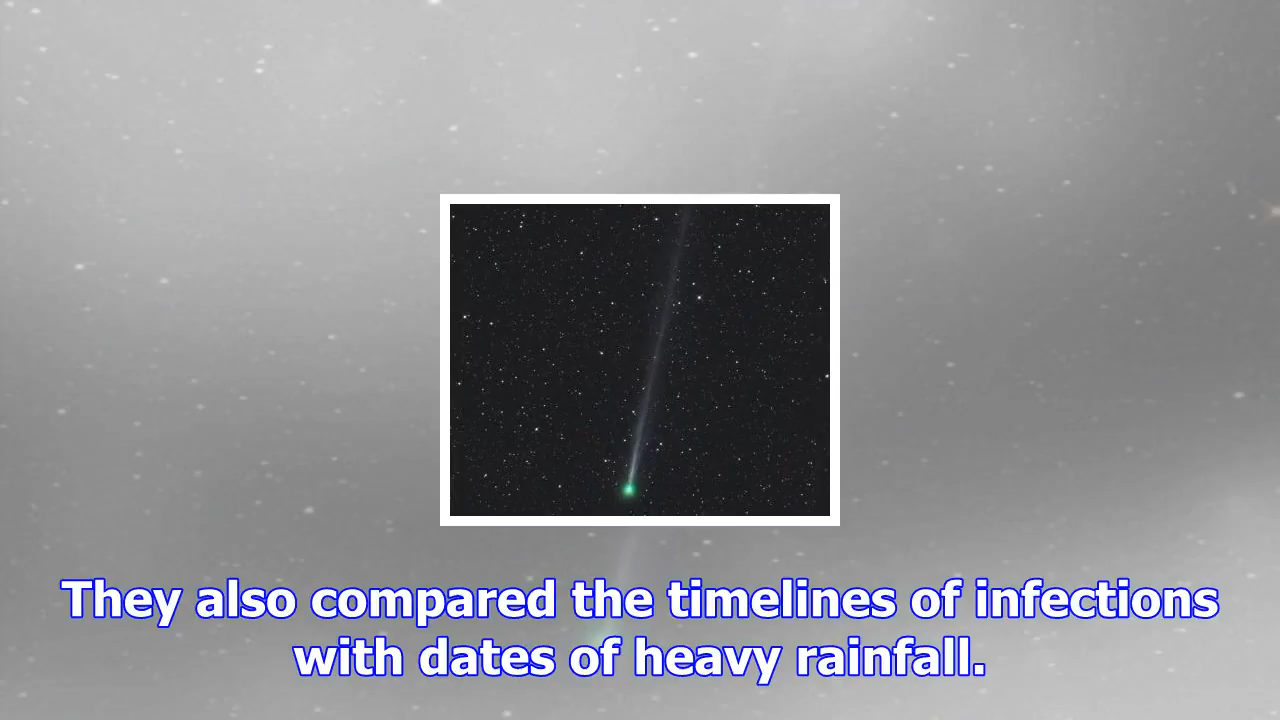 They also compared the timelines of infections
with dates of heavy rainfall.